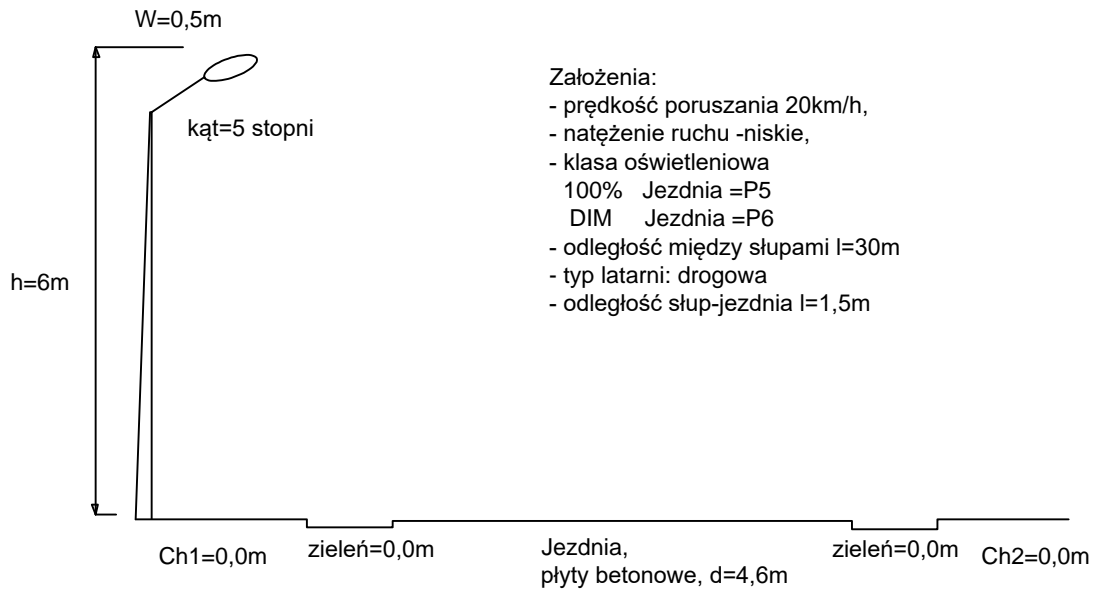 W=0,5m
kąt=5 stopni
h=6m
Założenia:
- prędkość poruszania 20km/h,
- natężenie ruchu -niskie,
- klasa oświetleniowa
100% Jezdnia =P5
DIM Jezdnia =P6
- odległość między słupami l=30m
- typ latarni: drogowa
- odległość słup-jezdnia l=1,5m
Ch1=0,0m
zieleń=0,0m
Jezdnia,
płyty betonowe, d=4,6m
zieleń=0,0m
Ch2=0,0m